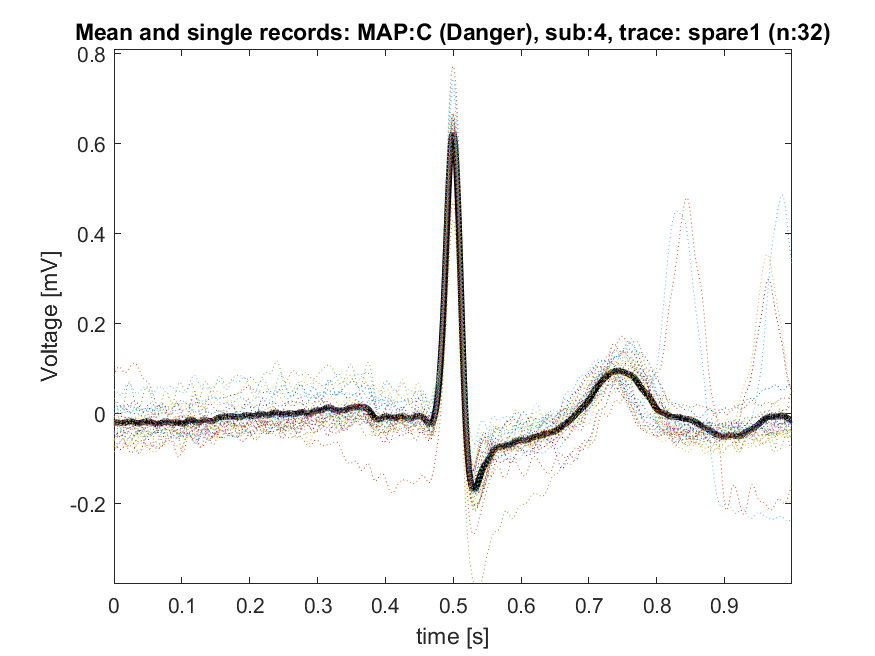 Mean and single records: MAP:C (Danger), sub:4, trace: spare1 (n:32)
0.8
0.6
0.4
0.2
0
-0.2
Voltage [mV]
0 0.1 0.2 0.3 0.4 0.5 0.6 0.7 0.8 0.9
time [s]